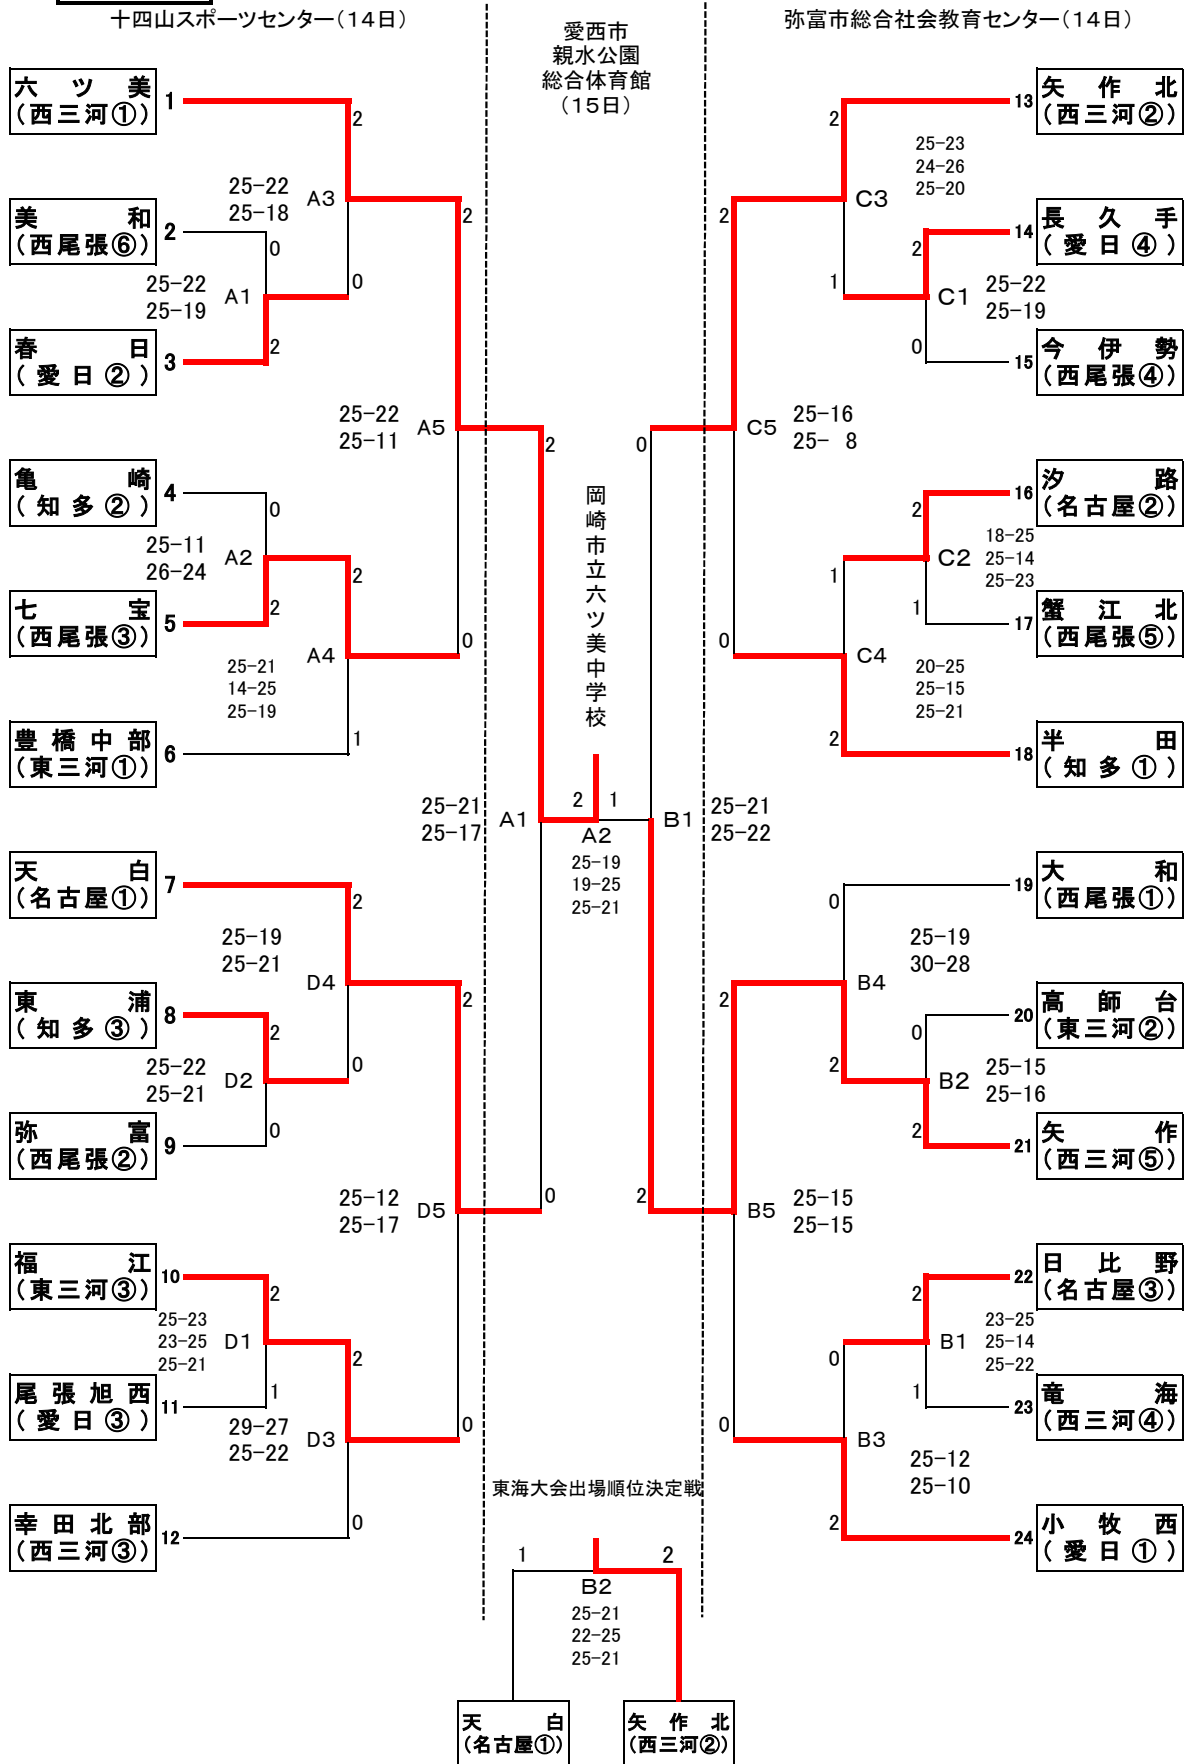 十四山スポーツセンター（14日）
愛西市
親水公園
総合体育館
（15日）
弥富市総合社会教育センター（14日）
六ツ美
（西三河①）
1
2
25-22
25-18
A3
美和
（西尾張⑥）
2
0
25-22
25-19
A1
0
2
春日
（愛日②）
3
2
25-22
25-11
A5
2
亀崎
（知多②）
4
0
25-11
26-24
A2
2
七宝
（西尾張③）
5
2
0
A4
25-21
14-25
25-19
豊橋中部
（東三河①）
6
1
25-21
25-17
A1
天白
（名古屋①）
7
2
25-19
25-21
D4
2
東浦
（知多③）
8
2
25-22
25-21
D2
0
弥富
（西尾張②）
9
0
25-12
25-17
D5
0
福江
（東三河③）
10
2
25-23
23-25
25-21
D1
2
尾張旭西
（愛日③）
11
1
29-27
25-22
D3
0
幸田北部
（西三河③）
12
0
岡崎市立六ツ美中学校
2
1
A2
25-19
19-25
25-21
13
矢作北
（西三河②）
2
25-23
24-26
25-20
C3
2
14
長久手
（愛日④）
2
1
C1
25-22
25-19
0
15
今伊勢
（西尾張④）
0
C5
25-16
25- 8
16
汐路
（名古屋②）
2
18-25
25-14
25-23
C2
1
1
17
蟹江北
（西尾張⑤）
0
C4
20-25
25-15
25-21
2
18
半田
（知多①）
B1
25-21
25-22
19
大和
（西尾張①）
0
25-19
30-28
B4
2
20
高師台
（東三河②）
0
2
B2
25-15
25-16
2
21
矢作
（西三河⑤）
2
B5
25-15
25-15
22
日比野
（名古屋③）
2
23-25
25-14
25-22
B1
0
1
23
竜海
（西三河④）
0
B3
25-12
25-10
2
24
小牧西
（愛日①）
東海大会出場順位決定戦
1
2
B2
25-21
22-25
25-21
天白
（名古屋①）
矢作北
（西三河②）